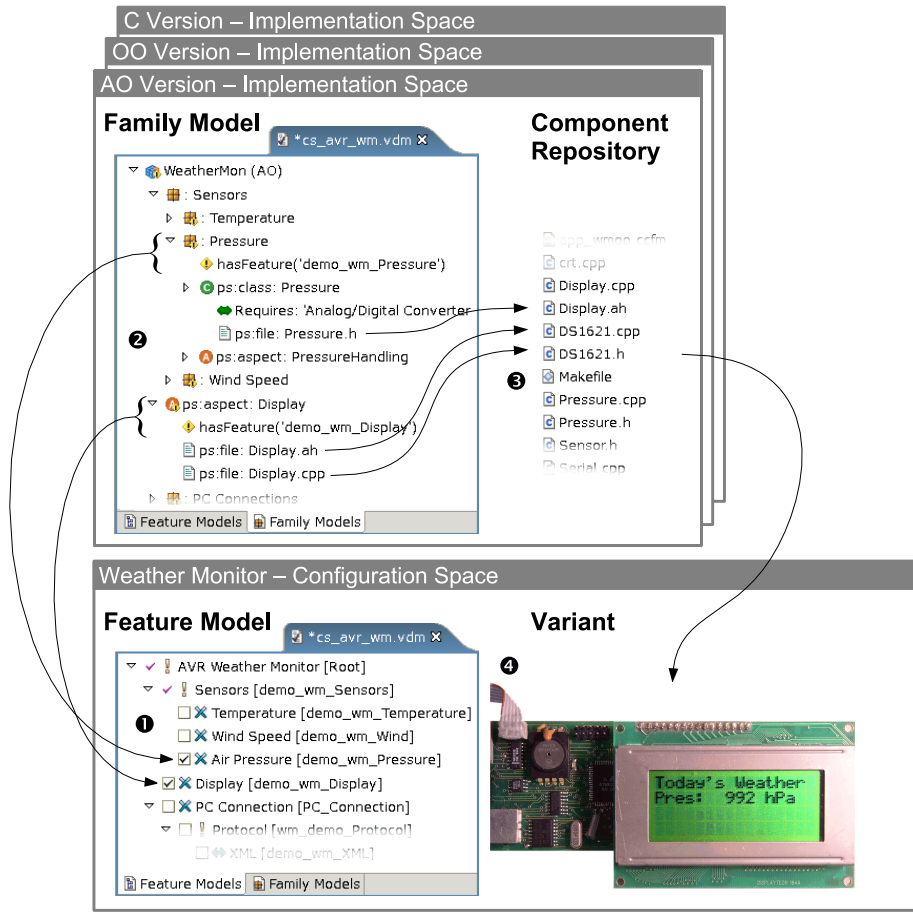 C Version – Implementation Space
OO Version – Implementation Space
AO Version – Implementation Space
Family Model
*cs_avr_wm.vdm
WeatherMon (AO)
: Sensors
: Temperature
: Pressure
hasFeature('demo_wm_Pressure')
ps:class: Pressure
Requires: 'Analog/Digital Converter
ps:file: Pressure.h
ps:aspect: PressureHandling
: Wind Speed
ps:aspect: Display
hasFeature('demo_wm_Display')
ps:file: Display.ah
ps:file: Display.cpp
: PC Connections
Feature Models
Family Models
❷
Component
Repository
crt.cpp
Display.cpp
Display.ah
DS1621.cpp
DS1621.h
Makefile
Pressure.cpp
Pressure.h
Sensor.h
Serial.cpp
❸
Weather Monitor – Configuration Space
Feature Model
*cs_avr_wm.vdm
AVR Weather Monitor [Root]
Sensors [demo_wm_Sensors]
Temperature [demo_wm_Temperature]
Wind Speed [demo_wm_Wind]
Air Pressure [demo_wm_Pressure]
Display [demo_wm_Display]
PC Connection [PC_Connection]
Protocol [wm_demo_Protocol]
XML [demo_wm_XML]
Feature Models
Family Models
❶
Variant
❹
Today's Weather
Pres: 992 hPa